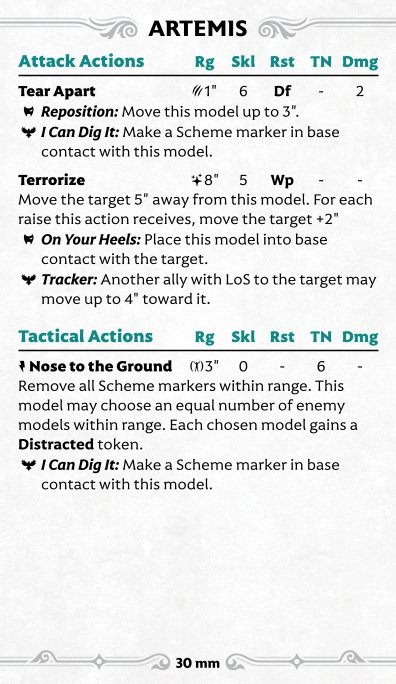 ARTEMIS
Attack Actions Rg Skl Rst TN Dmg
Tear Apart 1" 6 Df - 2
Reposition: Move this model up to 3".
I Can Dig It: Make a Scheme marker in base
contact with this model.
Terrorize 8" 5 Wp - -
Move the target 5" away from this model. For each
raise this action receives, move the target +2"
On Your Heels: Place this model into base
contact with the target.
Tracker: Another ally with LoS to the target may
move up to 4" toward it.
Tactical Actions Rg Skl Rst TN Dmg
Nose to the Ground 3" 0 - 6 -
Remove all Scheme markers within range. This
model may choose an equal number of enemy
models within range. Each chosen model gains a
Distracted token.
I Can Dig It: Make a Scheme marker in base
contact with this model.
30 mm